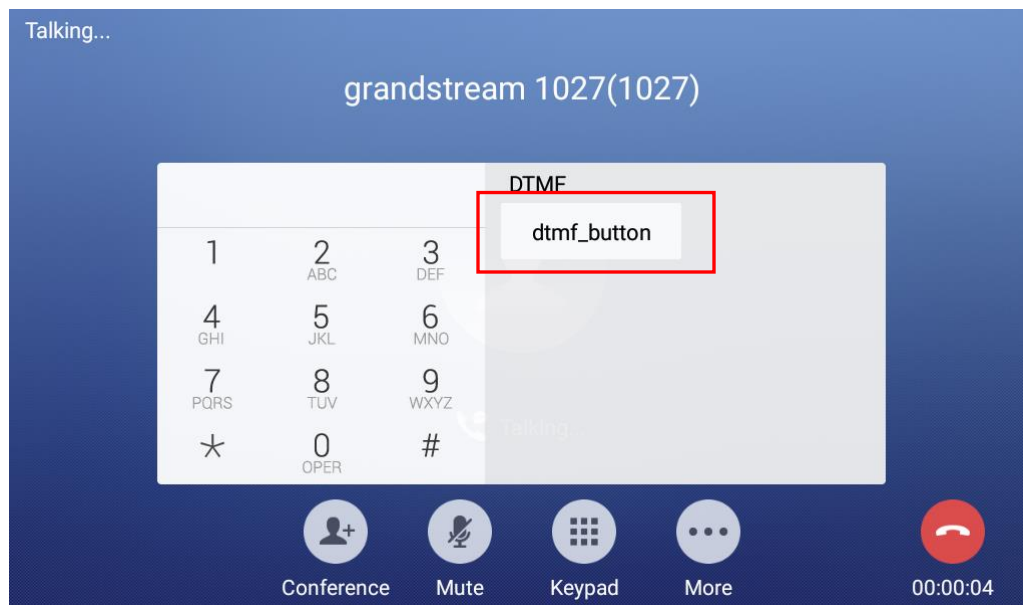 Talking...
grandstream 1027(1027)
DTMF
dtmf_button
1 2 3
ABC DEF
4 5 6
GHI JKL MNO
7 8 9
PQRS TUV WXYZ
* 0 #
OPER
Talking
Conference Mute Keypad More 00:00:04